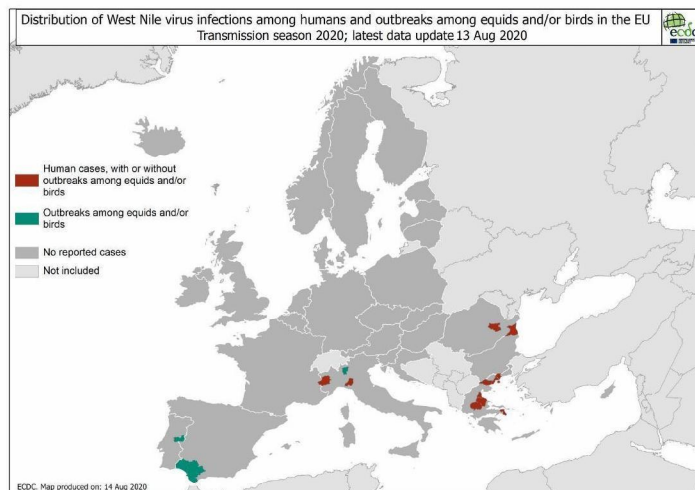 Distribution of West Nile virus infections among humans and outbreaks among equids and/or birds in the EU
Transmission season 2020; latest data update 13 Aug 2020
ecdc
Human cases, with or without
outbreaks among equids and/or
birds
Outbreaks among equids and/or
birds
No reported cases
Not included
ECDC. Map produced on: 14 Aug 2020